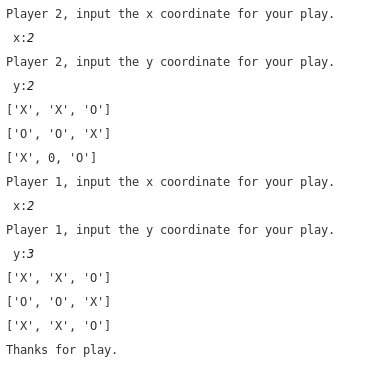 Player 2, input the x coordinate for your play.
x:2
Player 2, input the y coordinate for your play.
y:2
['X', 'X', 'O']
['O', 'O', 'X']
['X', 0, 'O']
Player 1, input the x coordinate for your play.
x:2
Player 1, input the y coordinate for your play.
y:3
['X', 'X', 'O']
['O', 'O', 'X']
['X', 'X', 'O']
Thanks for play.